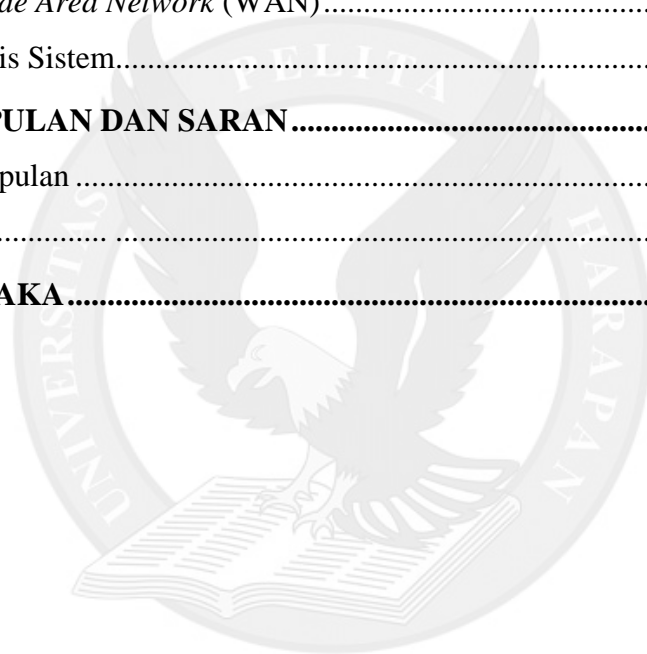 de Area Network (WAN)........................................................
is Sistem........................................................................................
PULAN DAN SARAN.........................................................
pulan ..............................................................................................
.............. ........................................................................................
AKA..................................................................................................
UNIVERSITAS PELITA HARAPAN